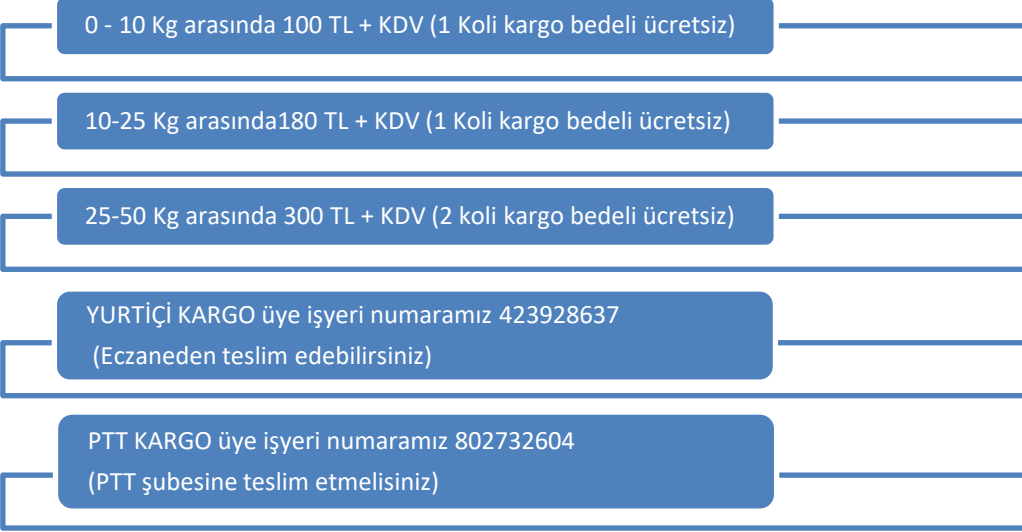 0 - 10 Kg arasında 100 TL + KDV (1 Koli kargo bedeli ücretsiz)
10-25 Kg arasında180 TL + KDV (1 Koli kargo bedeli ücretsiz)
25-50 Kg arasında 300 TL + KDV (2 koli kargo bedeli ücretsiz)
YURTİÇİ KARGO üye işyeri numaramız 423928637
(Eczaneden teslim edebilirsiniz)
PTT KARGO üye işyeri numaramız 802732604
(PTT şubesine teslim etmelisiniz)